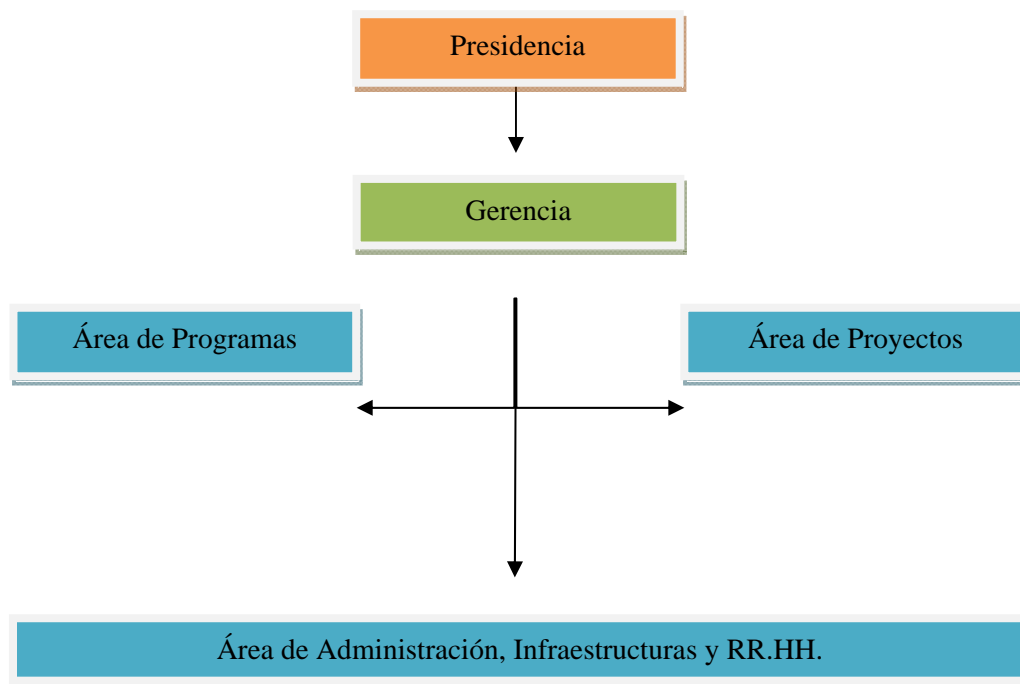 Presidencia
Gerencia
Área de Programas
Área de Proyectos
Área de Administración, Infraestructuras y RR.HH.